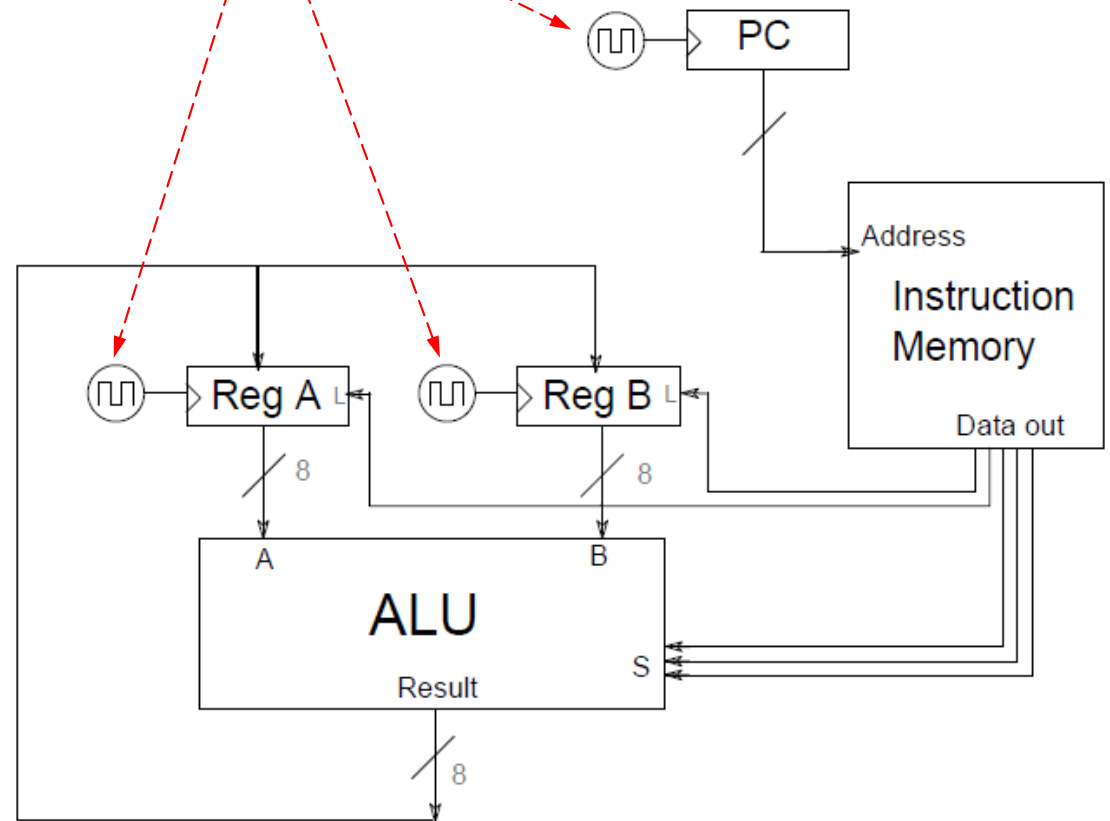 PC
Address
Instruction
Memory
Data out
Reg A L
Reg B L
8
8
A
B
ALU
S
Result
8